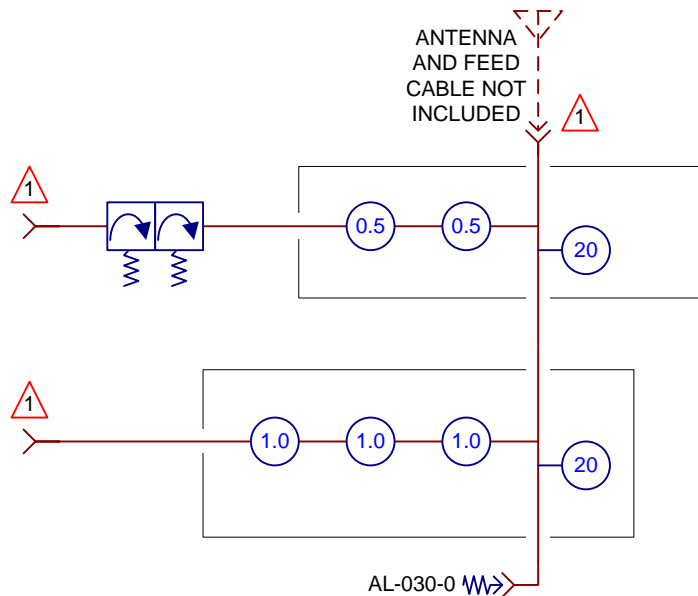 ANTENNA
AND FEED
CABLE NOT
INCLUDED
1
1
0.5 0.5
20
1
1.0 1.0 1.0
20
AL-030-0